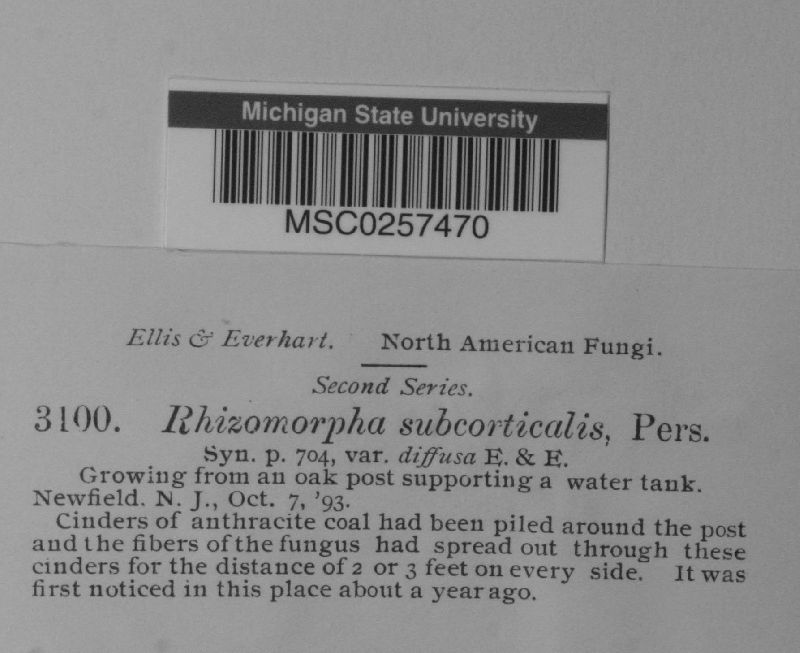 Michigan State University
MSC0257470
Ellis & Everhart. North American Fungi.
Second Series.
3100. Rhizomorpha subcorticalis, Pers.
Syn. p. 704, var. diffusa E. & E.
Growing from an oak post supporting a water tank.
Newfield. N. J., Oct. 7, '93.
Cinders of anthracite coal had been piled around the post
and the fibers of the fungus had spread out through these
cinders for the distance of 2 or 3 feet on every side. It was
first noticed in this place about a year ago.